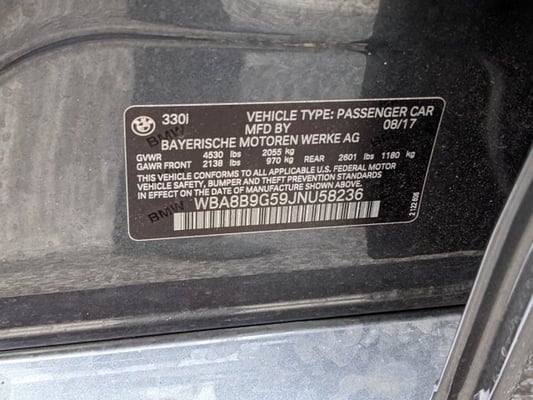 330i VEHICLE TYPE: PASSENGER CAR
MFD BY 08/17
BAYERISCHE MOTOREN WERKE AG
GVWR 4530 lbs 2055 kg
GAWR FRONT 2138 lbs 970 kg REAR 2601 lbs 1180 kg
THIS VEHICLE CONFORMS TO ALL APPLICABLE U.S. FEDERAL MOTOR
VEHICLE SAFETY, BUMPER AND THEFT PREVENTION STANDARDS
IN EFFECT ON THE DATE OF MANUFACTURE SHOWN ABOVE.
WBA8B9G59JNU58236
BMW
BMW
BMW